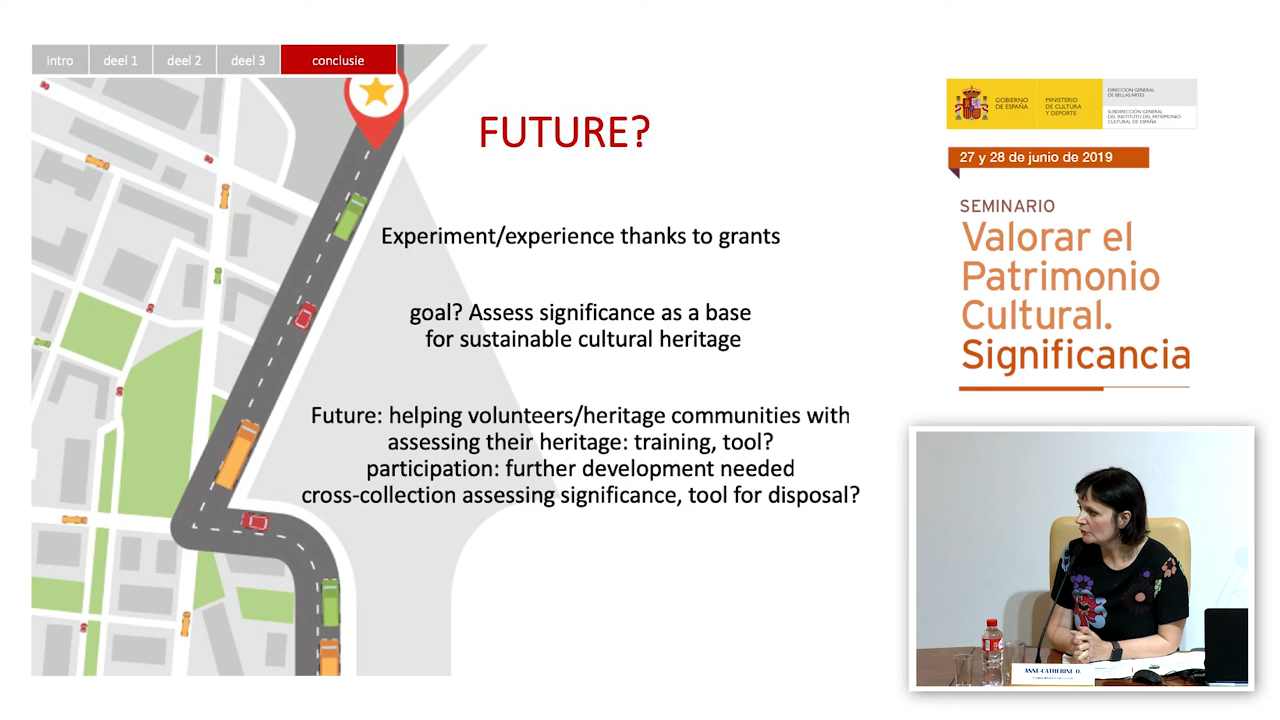 intro
deel 1
deel 2
deel 3
conclusie
FUTURE?
Experiment/experience thanks to grants
goal? Assess significance as a base
for sustainable cultural heritage
Future: helping volunteers/heritage communities with
assessing their heritage: training, tool?
participation: further development needed
cross-collection assessing significance, tool for disposal?
GOBIERNO
DE ESPAÑA
MINISTERIO
DE CULTURA
Y DEPORTE
DIRECCIÓN GENERAL
DE BELLAS ARTES
SUBDIRECCIÓN GENERAL
DEL INSTITUTO DEL PATRIMONIO
CULTURAL DE ESPAÑA
27 y 28 de junio de 2019
SEMINARIO
Valorar el
Patrimonio
Cultural.
Significancia
ANNE-CATHERINE O.